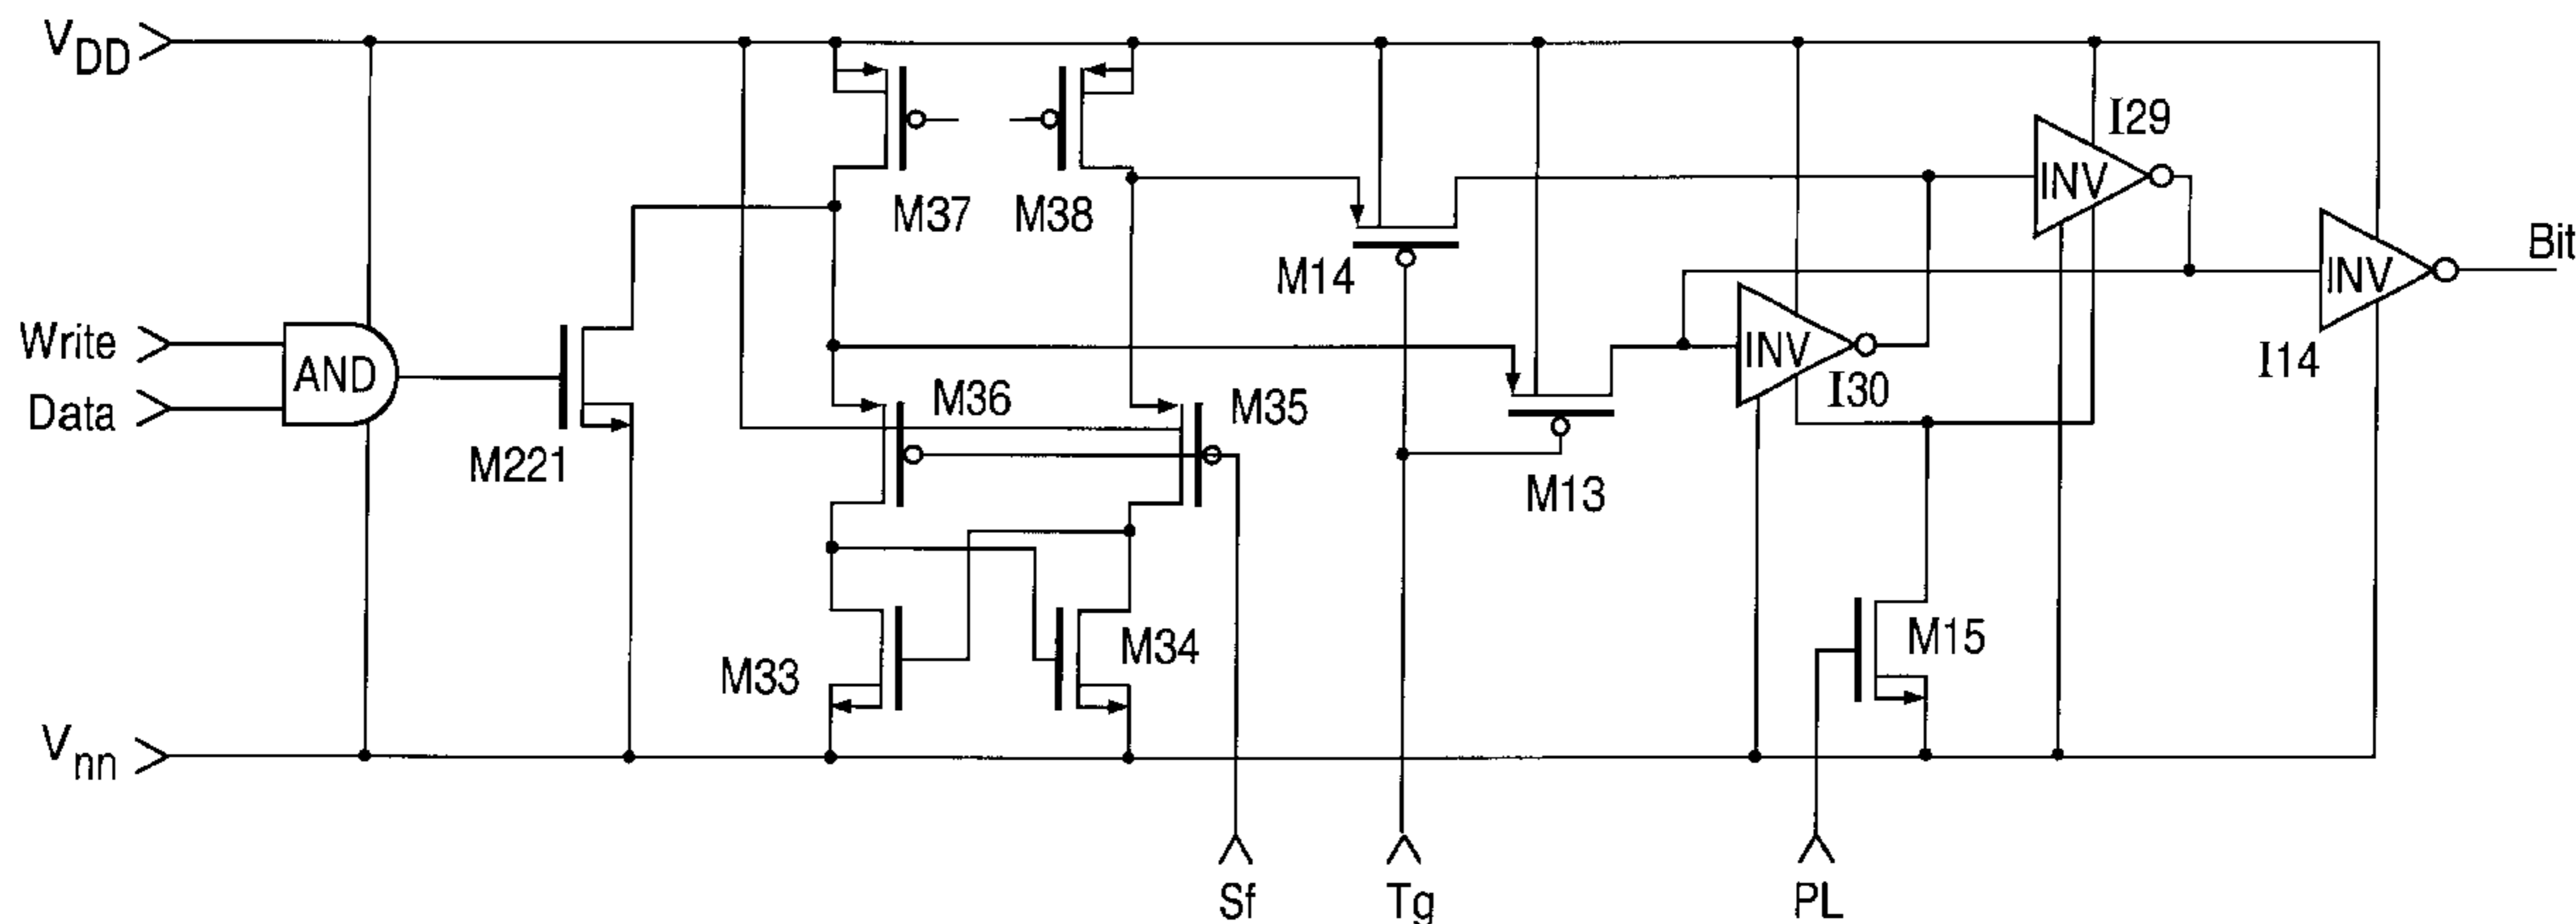 VDD
I29
INV
M37
M38
Bit
M14
INV
Write
AND
INV
I14
Data
M36
M35
I30
M221
M13
M33
M34
M15
Vnn
Sf
Tg
PL